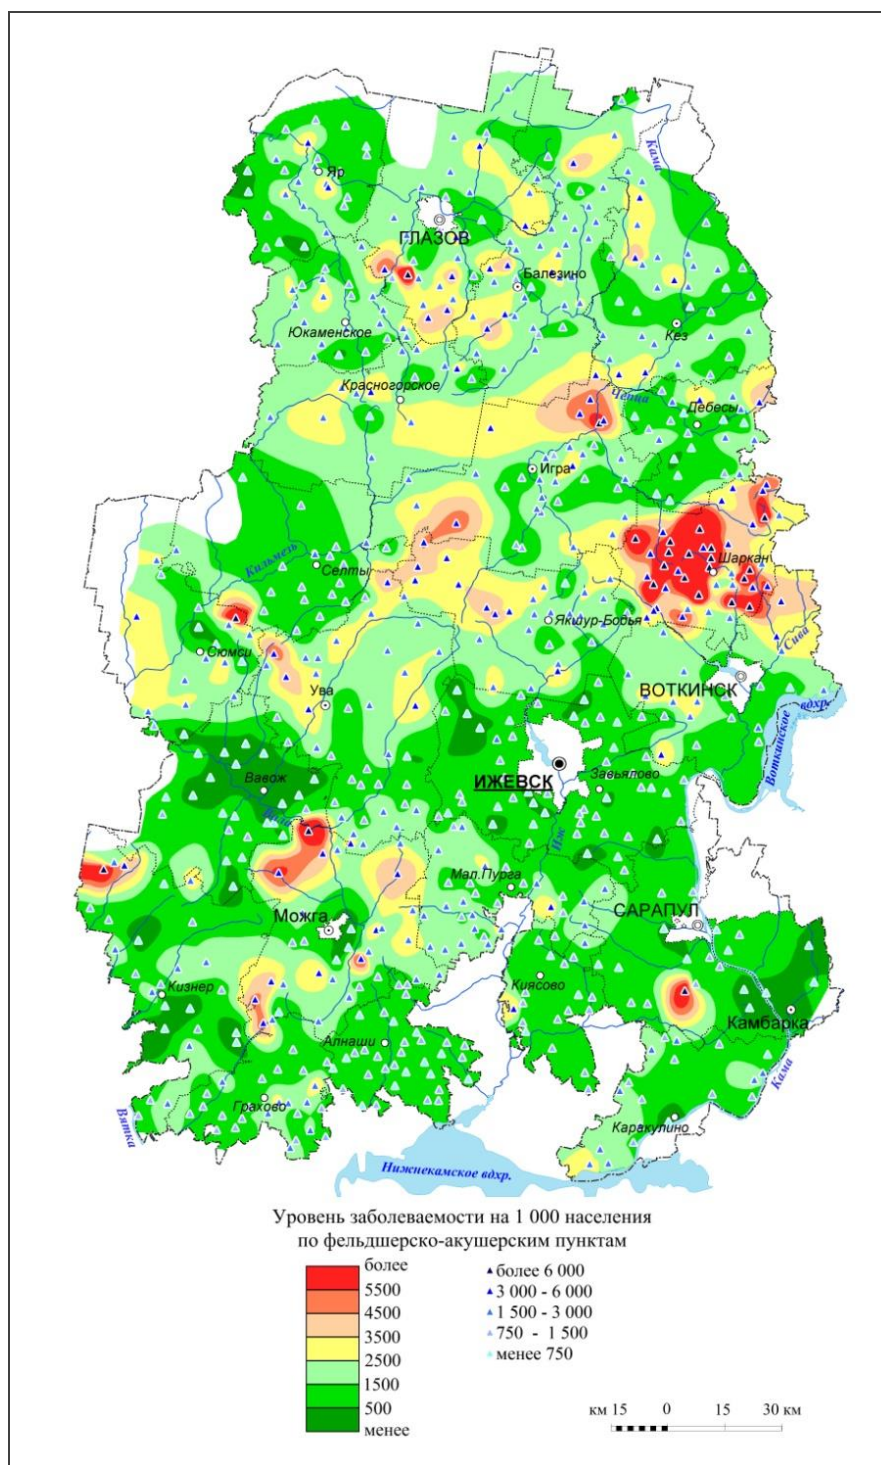 Кама
Яр
ГЛАЗОВ
Балезино
Юкаменское
Кез
Красногорское
Чепца
Дебесы
Игра
Кильмезь
Селты
Шаркан
Якшур-Бодья
Сива
Сюмси
Ува
ВОТКИНСК
Воткинское вдхр.
Вавож
ИЖЕВСК
Завьялово
Вала
Иж
Мал.Пурга
Можга
САРАПУЛ
Кизнер
Киясово
Камбарка
Алнаши
Кама
Грахово
Вятка
Каракулино
Нижнекамское вдхр.
Уровень заболеваемости на 1 000 населения
по фельдшерско-акушерским пунктам
более
5500
4500
3500
2500
1500
500
менее
более 6 000
3 000 - 6 000
1 500 - 3 000
750 - 1 500
менее 750
км 15 0 15 30 км